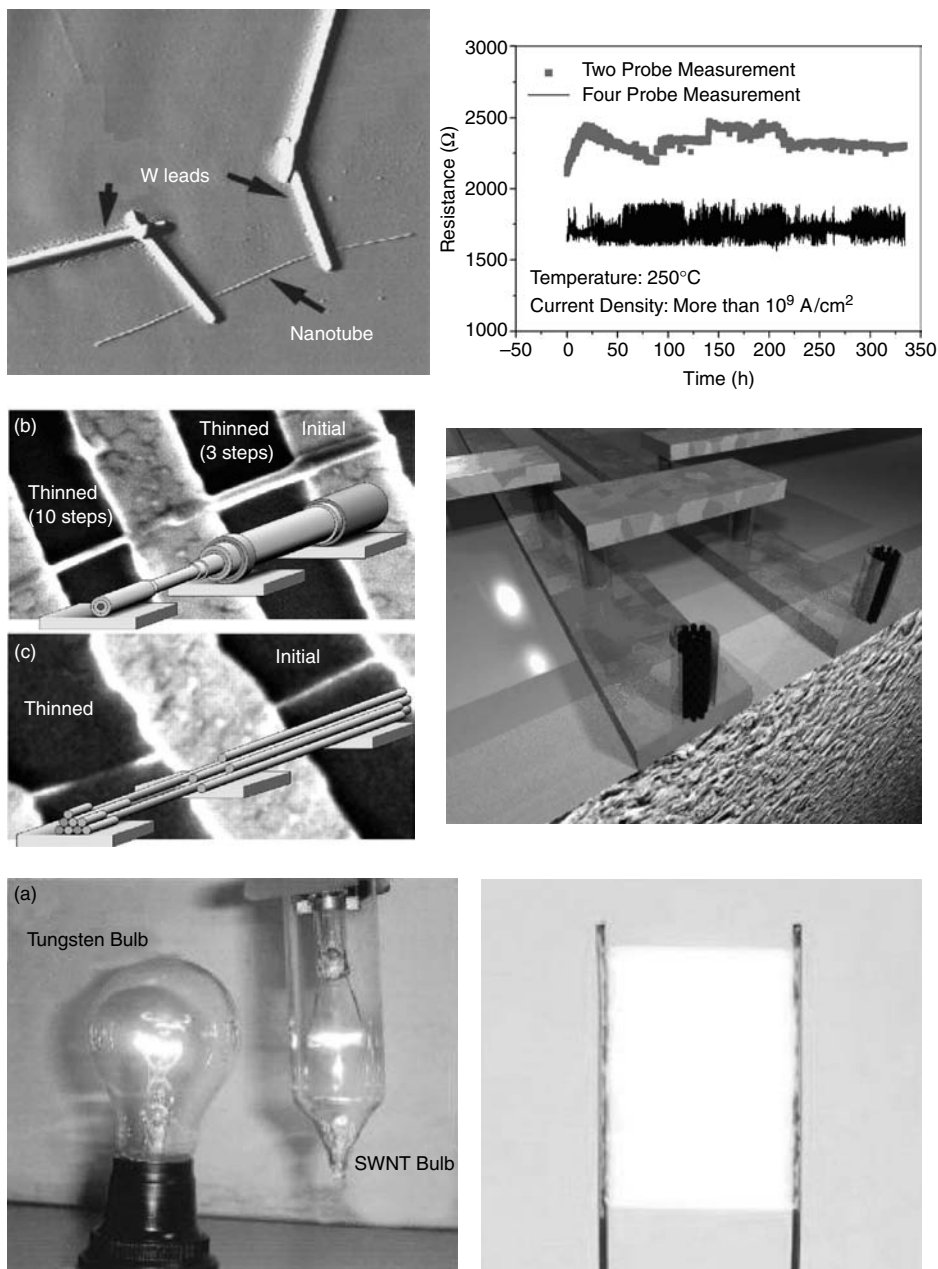 W leads
Nanotube
3000
2500
2000
1500
1000
Resistance (Ω)
Two Probe Measurement
Four Probe Measurement
Temperature: 250°C
Current Density: More than 10⁹ A/cm²
–50
0
50
100
150
200
250
300
350
Time (h)
(b)
Thinned
(3 steps)
Initial
Thinned
(10 steps)
(c)
Initial
Thinned
(a)
Tungsten Bulb
SWNT Bulb